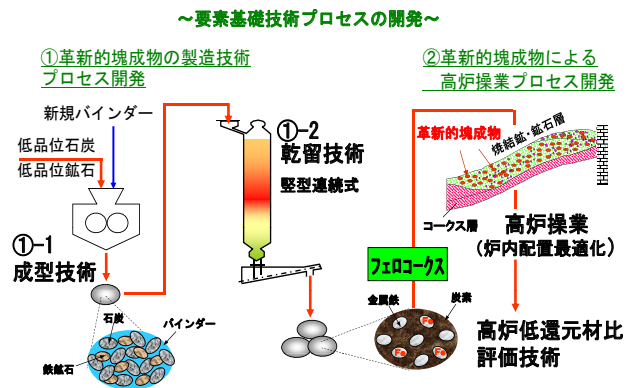 ～要素基礎技術プロセスの開発～
①革新的塊成物の製造技術
プロセス開発
新規バインダー
低品位石炭
低品位鉱石
①-1
成型技術
石炭
バインダー
鉄鉱石
①-2
乾留技術
竪型連続式
②革新的塊成物による
高炉操業プロセス開発
革新的塊成物
焼結鉱・鉱石層
コークス層
高炉操業
(炉内配置最適化)
フェロコークス
金属鉄
炭素
Fe
Fe
Fe
Fe
高炉低還元材比
評価技術